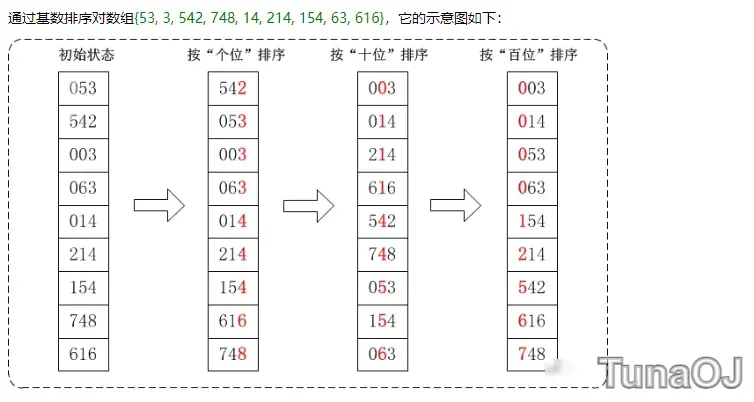 通过基数排序对数组{53, 3, 542, 748, 14, 214, 154, 63, 616}，它的示意图如下：
初始状态 按“个位”排序 按“十位”排序 按“百位”排序
053 542 003 003
542 053 014 014
003 003 214 053
063 063 616 063
014 014 542 154
214 214 748 214
154 154 053 542
748 616 154 616
616 748 063 748
TunaOJ